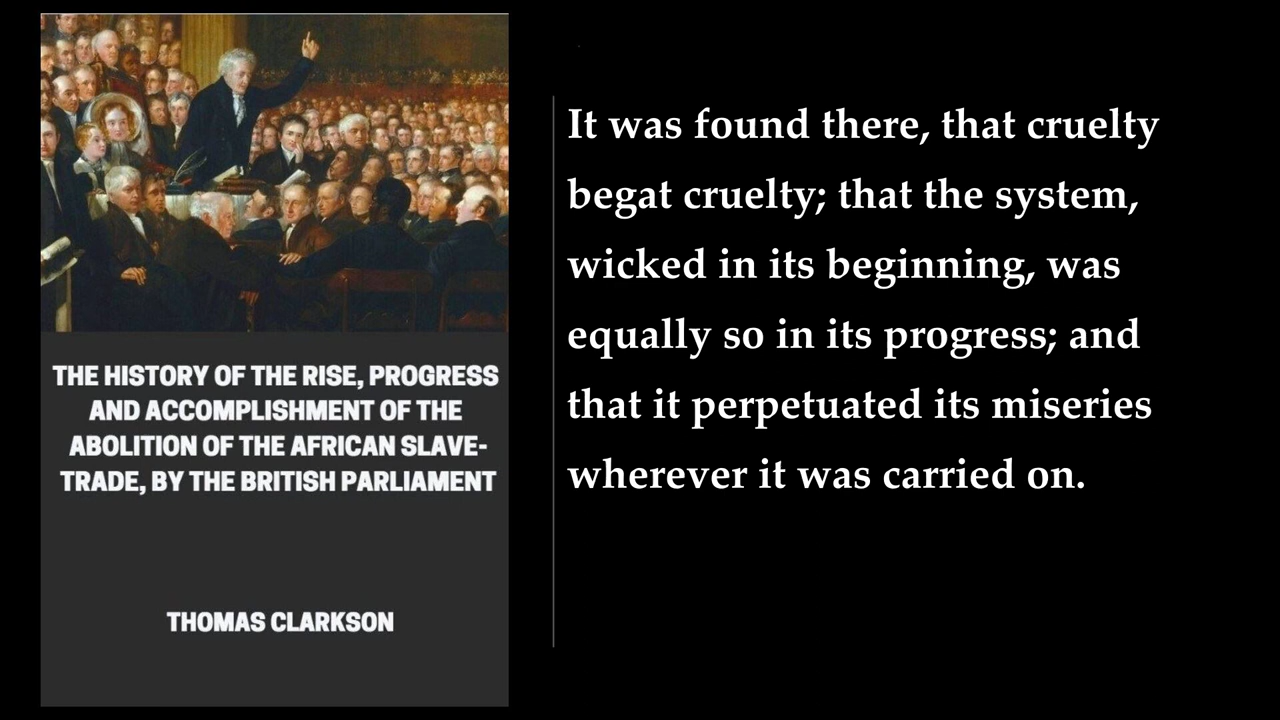 THE HISTORY OF THE RISE, PROGRESS
AND ACCOMPLISHMENT OF THE
ABOLITION OF THE AFRICAN SLAVE-
TRADE, BY THE BRITISH PARLIAMENT
THOMAS CLARKSON
It was found there, that cruelty
begat cruelty; that the system,
wicked in its beginning, was
equally so in its progress; and
that it perpetuated its miseries
wherever it was carried on.